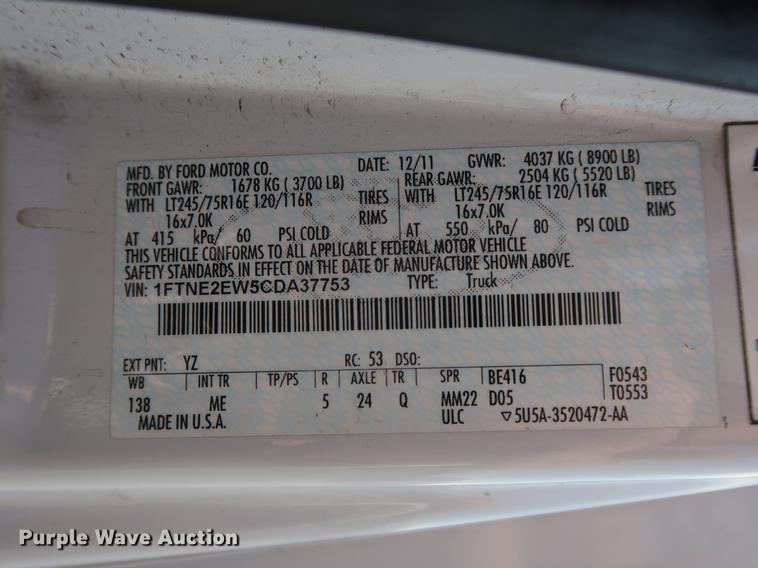 MFD. BY FORD MOTOR CO. DATE: 12/11 GVWR: 4037 KG ( 8900 LB)
FRONT GAWR: 1678 KG ( 3700 LB) REAR GAWR: 2504 KG ( 5520 LB)
WITH LT245/75R16E 120/116R TIRES WITH LT245/75R16E 120/116R TIRES
16x7.0K RIMS 16x7.0K RIMS
AT 415 kPa/ 60 PSI COLD AT 550 kPa/ 80 PSI COLD
THIS VEHICLE CONFORMS TO ALL APPLICABLE FEDERAL MOTOR VEHICLE
SAFETY STANDARDS IN EFFECT ON THE DATE OF MANUFACTURE SHOWN ABOVE.
VIN: 1FTNE2EW5CDA37753 TYPE: Truck
EXT PNT: YZ RC: 53 DSO:
WB INT TR TP/PS R AXLE TR SPR BE416 F0543
138 ME 5 24 Q MM22 D05 T0553
MADE IN U.S.A. ULC ▽5U5A-3520472-AA
Purple Wave Auction